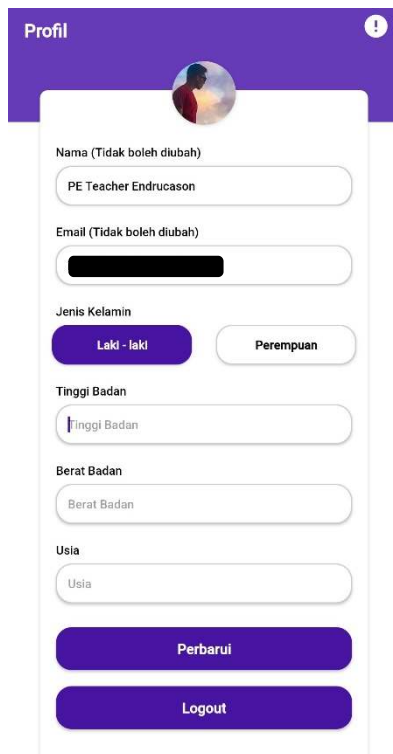 Profil
!
Nama (Tidak boleh diubah)
PE Teacher Endrucason
Email (Tidak boleh diubah)
Jenis Kelamin
Laki - laki
Perempuan
Tinggi Badan
Tinggi Badan
Berat Badan
Berat Badan
Usia
Usia
Perbarui
Logout